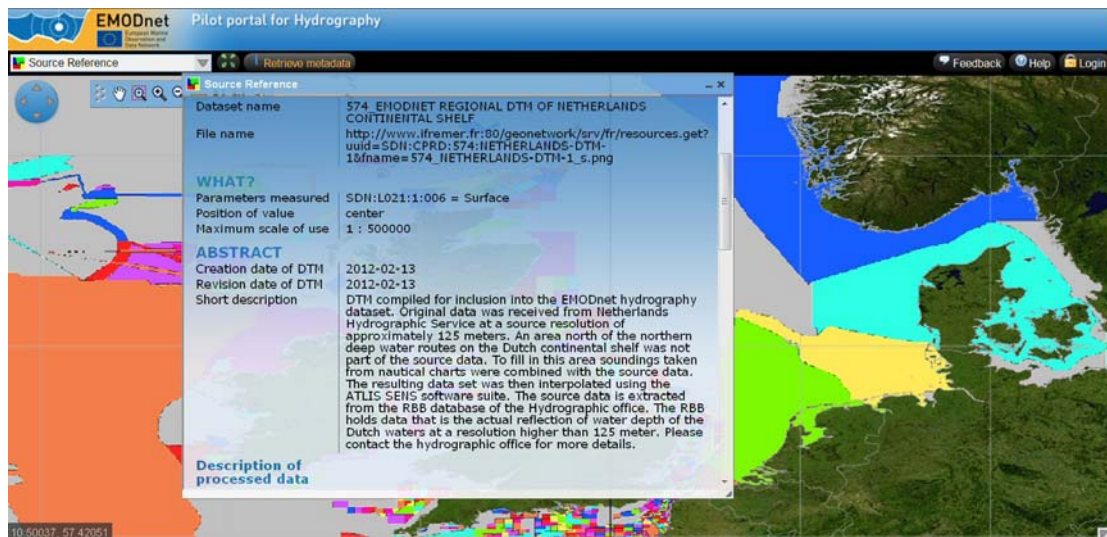 EMODnet
European Marine
Observation and
Data Network
Pilot portal for Hydrography
Source Reference
Retrieve metadata
Feedback
Help
Login
Source Reference
Dataset name
574_EMODNET REGIONAL DTM OF NETHERLANDS
CONTINENTAL SHELF
File name
http://www.ifremer.fr:80/geonetwork/srv/fr/resources.get?
uuid=SDN:CPRD:574:NETHERLANDS-DTM-
1&fname=574_NETHERLANDS-DTM-1_s.png
WHAT?
Parameters measured
SDN:L021:1:006 = Surface
Position of value
center
Maximum scale of use
1 : 500000
ABSTRACT
Creation date of DTM
2012-02-13
Revision date of DTM
2012-02-13
Short description
DTM compiled for inclusion into the EMODnet hydrography
dataset. Original data was received from Netherlands
Hydrographic Service at a source resolution of
approximately 125 meters. An area north of the northern
deep water routes on the Dutch continental shelf was not
part of the source data. To fill in this area soundings taken
from nautical charts were combined with the source data.
The resulting data set was then interpolated using the
ATLIS SENS software suite. The source data is extracted
from the RBB database of the Hydrographic office. The RBB
holds data that is the actual reflection of water depth of the
Dutch waters at a resolution higher than 125 meter. Please
contact the hydrographic office for more details.
Description of
processed data
10.50037, 57.42051